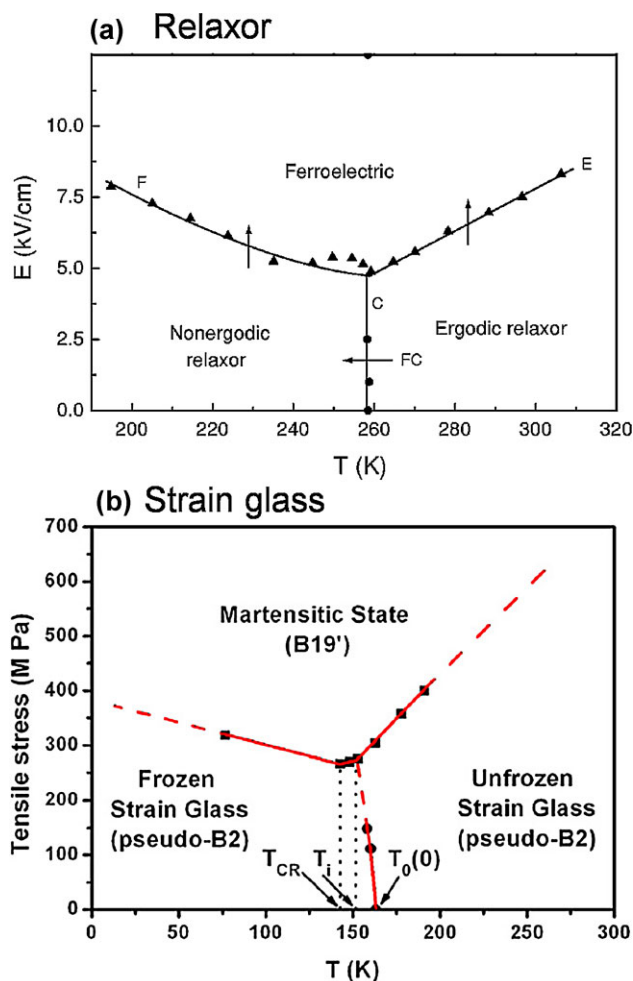 (a) Relaxor
E (kV/cm)
10.0
7.5
5.0
2.5
0.0
F
Ferroelectric
E
C
Nonergodic
relaxor
Ergodic relaxor
FC
200 220 240 260 280 300 320
T (K)
(b) Strain glass
Tensile stress (M Pa)
700
600
500
400
300
200
100
0
Martensitic State
(B19')
Frozen
Strain Glass
(pseudo-B2)
Unfrozen
Strain Glass
(pseudo-B2)
TCR Ti T0(0)
0 50 100 150 200 250 300
T (K)